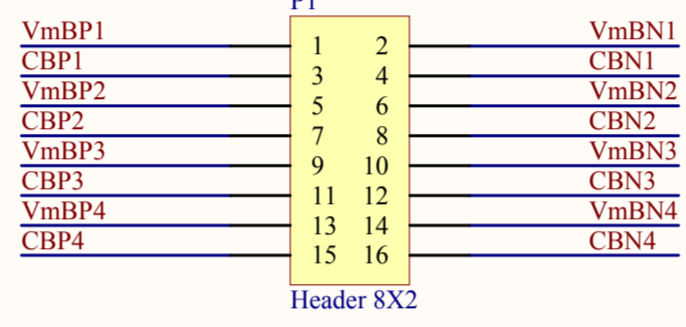 P1
VmBP1 1 2 VmBN1
CBP1 3 4 CBN1
VmBP2 5 6 VmBN2
CBP2 7 8 CBN2
VmBP3 9 10 VmBN3
CBP3 11 12 CBN3
VmBP4 13 14 VmBN4
CBP4 15 16 CBN4
Header 8X2